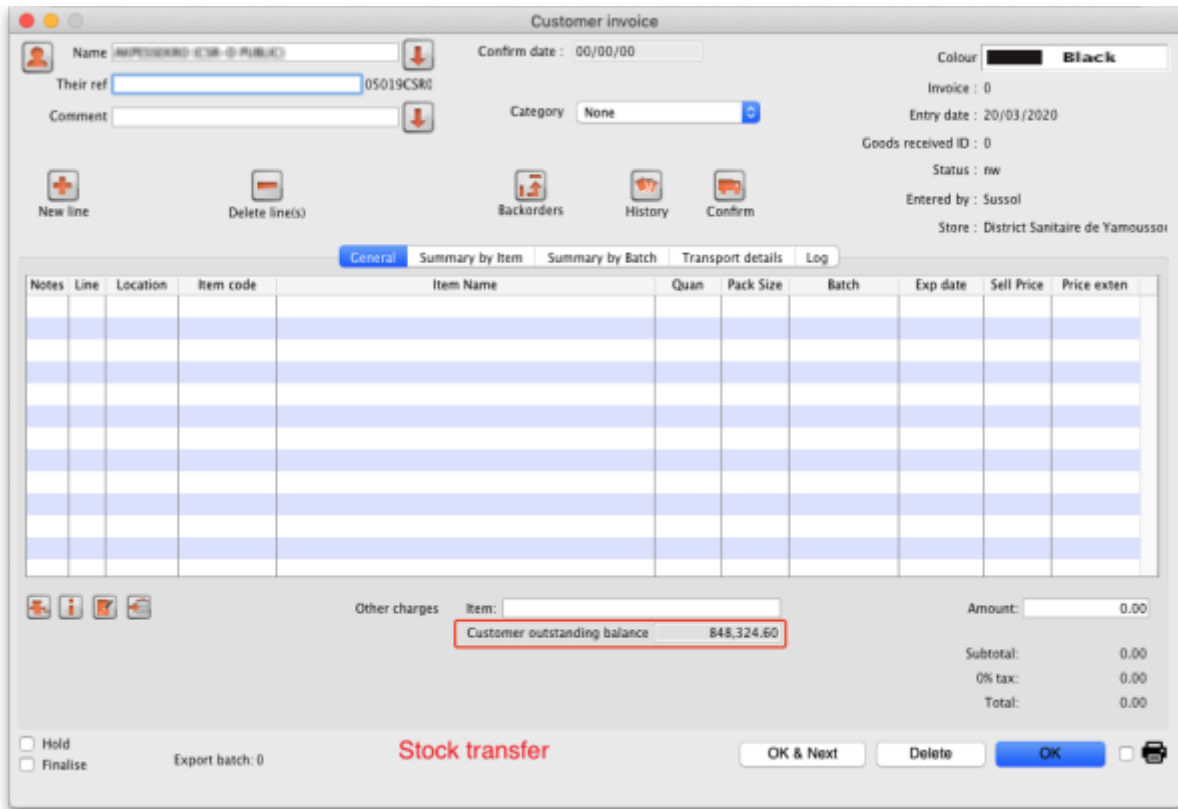 Customer invoice
Name
Confirm date : 00/00/00
Colour Black
Their ref 05019CSR
Invoice : 0
Comment
Category None
Entry date : 20/03/2020
Goods received ID : 0
Status : nw
New line Delete line(s) Backorders History Confirm
Entered by : Sussol
Store : District Sanitaire de Yamousso
General Summary by Item Summary by Batch Transport details Log
Notes Line Location Item code Item Name Quan Pack Size Batch Exp date Sell Price Price exten
Other charges Item: Amount: 0.00
Customer outstanding balance 848,324.60
Subtotal: 0.00
0% tax: 0.00
Total: 0.00
Hold
Finalise
Export batch: 0
Stock transfer
OK & Next Delete OK